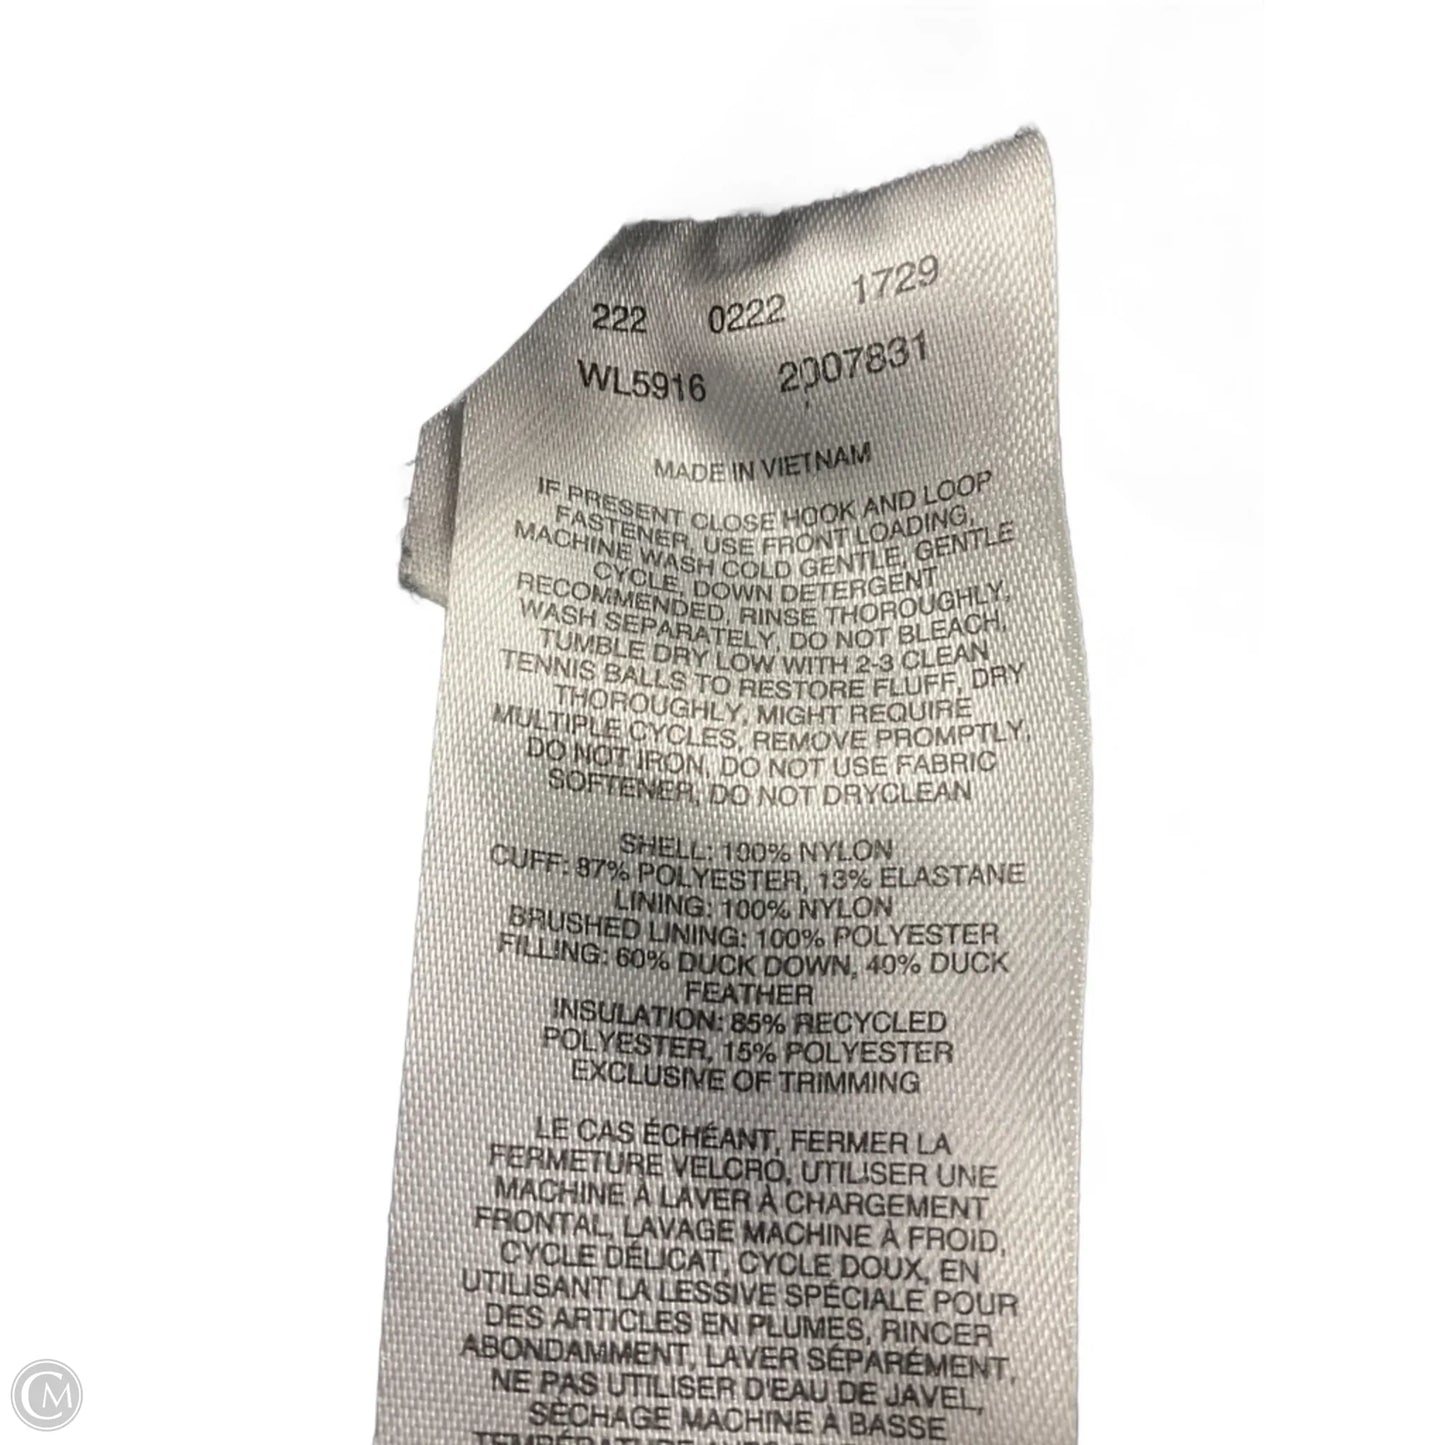 222 0222 1729
WL5916 2007831
MADE IN VIETNAM
IF PRESENT CLOSE HOOK AND LOOP
FASTENER, USE FRONT LOADING,
MACHINE WASH COLD GENTLE, GENTLE
CYCLE, DOWN DETERGENT
RECOMMENDED, RINSE THOROUGHLY,
WASH SEPARATELY, DO NOT BLEACH,
TUMBLE DRY LOW WITH 2-3 CLEAN
TENNIS BALLS TO RESTORE FLUFF, DRY
THOROUGHLY, MIGHT REQUIRE
MULTIPLE CYCLES, REMOVE PROMPTLY,
DO NOT IRON, DO NOT USE FABRIC
SOFTENER, DO NOT DRYCLEAN
SHELL: 100% NYLON
CUFF: 87% POLYESTER, 13% ELASTANE
LINING: 100% NYLON
BRUSHED LINING: 100% POLYESTER
FILLING: 60% DUCK DOWN, 40% DUCK
FEATHER
INSULATION: 85% RECYCLED
POLYESTER, 15% POLYESTER
EXCLUSIVE OF TRIMMING
LE CAS ÉCHÉANT, FERMER LA
FERMETURE VELCRO, UTILISER UNE
MACHINE À LAVER À CHARGEMENT
FRONTAL, LAVAGE MACHINE À FROID,
CYCLE DÉLICAT, CYCLE DOUX, EN
UTILISANT LA LESSIVE SPÉCIALE POUR
DES ARTICLES EN PLUMES, RINCER
ABONDAMMENT, LAVER SÉPARÉMENT,
NE PAS UTILISER D'EAU DE JAVEL,
SÉCHAGE MACHINE À BASSE
CM